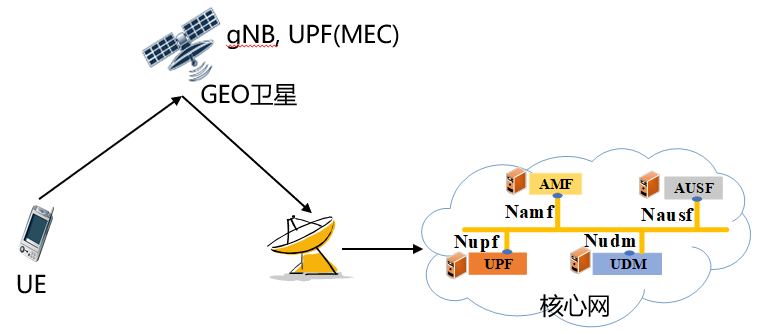 gNB, UPF(MEC)
GEO卫星
UE
AMF
AUSF
Namf
Nausf
Nupf
Nudm
UPF
UDM
核心网